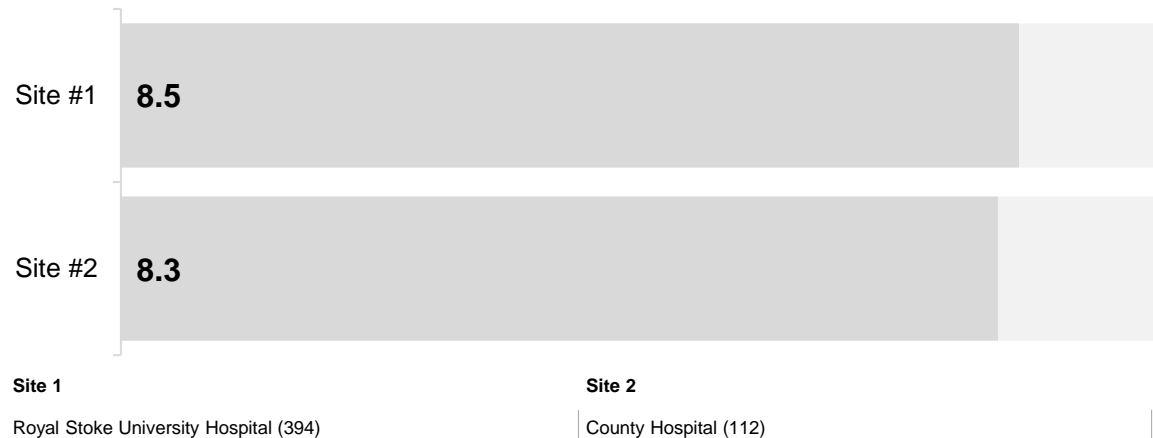 Site #1 8.5
Site #2 8.3
Site 1 Site 2
Royal Stoke University Hospital (394) County Hospital (112)